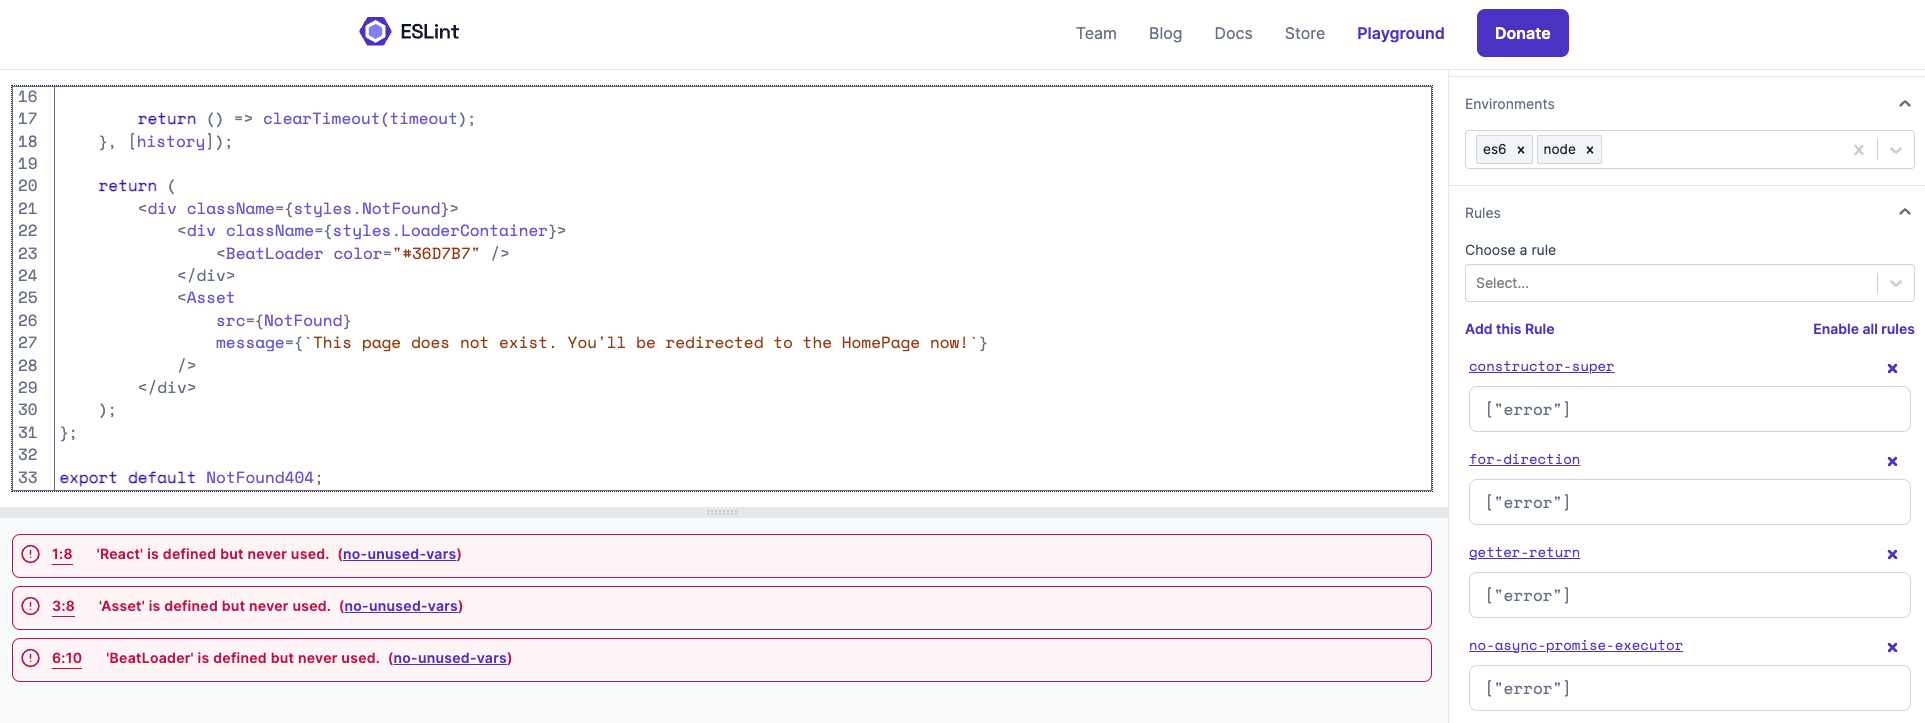 ESLint
Team Blog Docs Store Playground Donate
16
17 return () => clearTimeout(timeout);
18 }, [history]);
19
20 return (
21 <div className={styles.NotFound}>
22 <div className={styles.LoaderContainer}>
23 <BeatLoader color="#36D7B7" />
24 </div>
25 <Asset
26 src={NotFound}
27 message={`This page does not exist. You'll be redirected to the HomePage now!`}
28 />
29 </div>
30 );
31 };
32
33 export default NotFound404;
1:8 'React' is defined but never used. (no-unused-vars)
3:8 'Asset' is defined but never used. (no-unused-vars)
6:10 'BeatLoader' is defined but never used. (no-unused-vars)
Environments
es6 × node ×
Rules
Choose a rule
Select...
Add this Rule Enable all rules
constructor-super
["error"]
for-direction
["error"]
getter-return
["error"]
no-async-promise-executor
["error"]